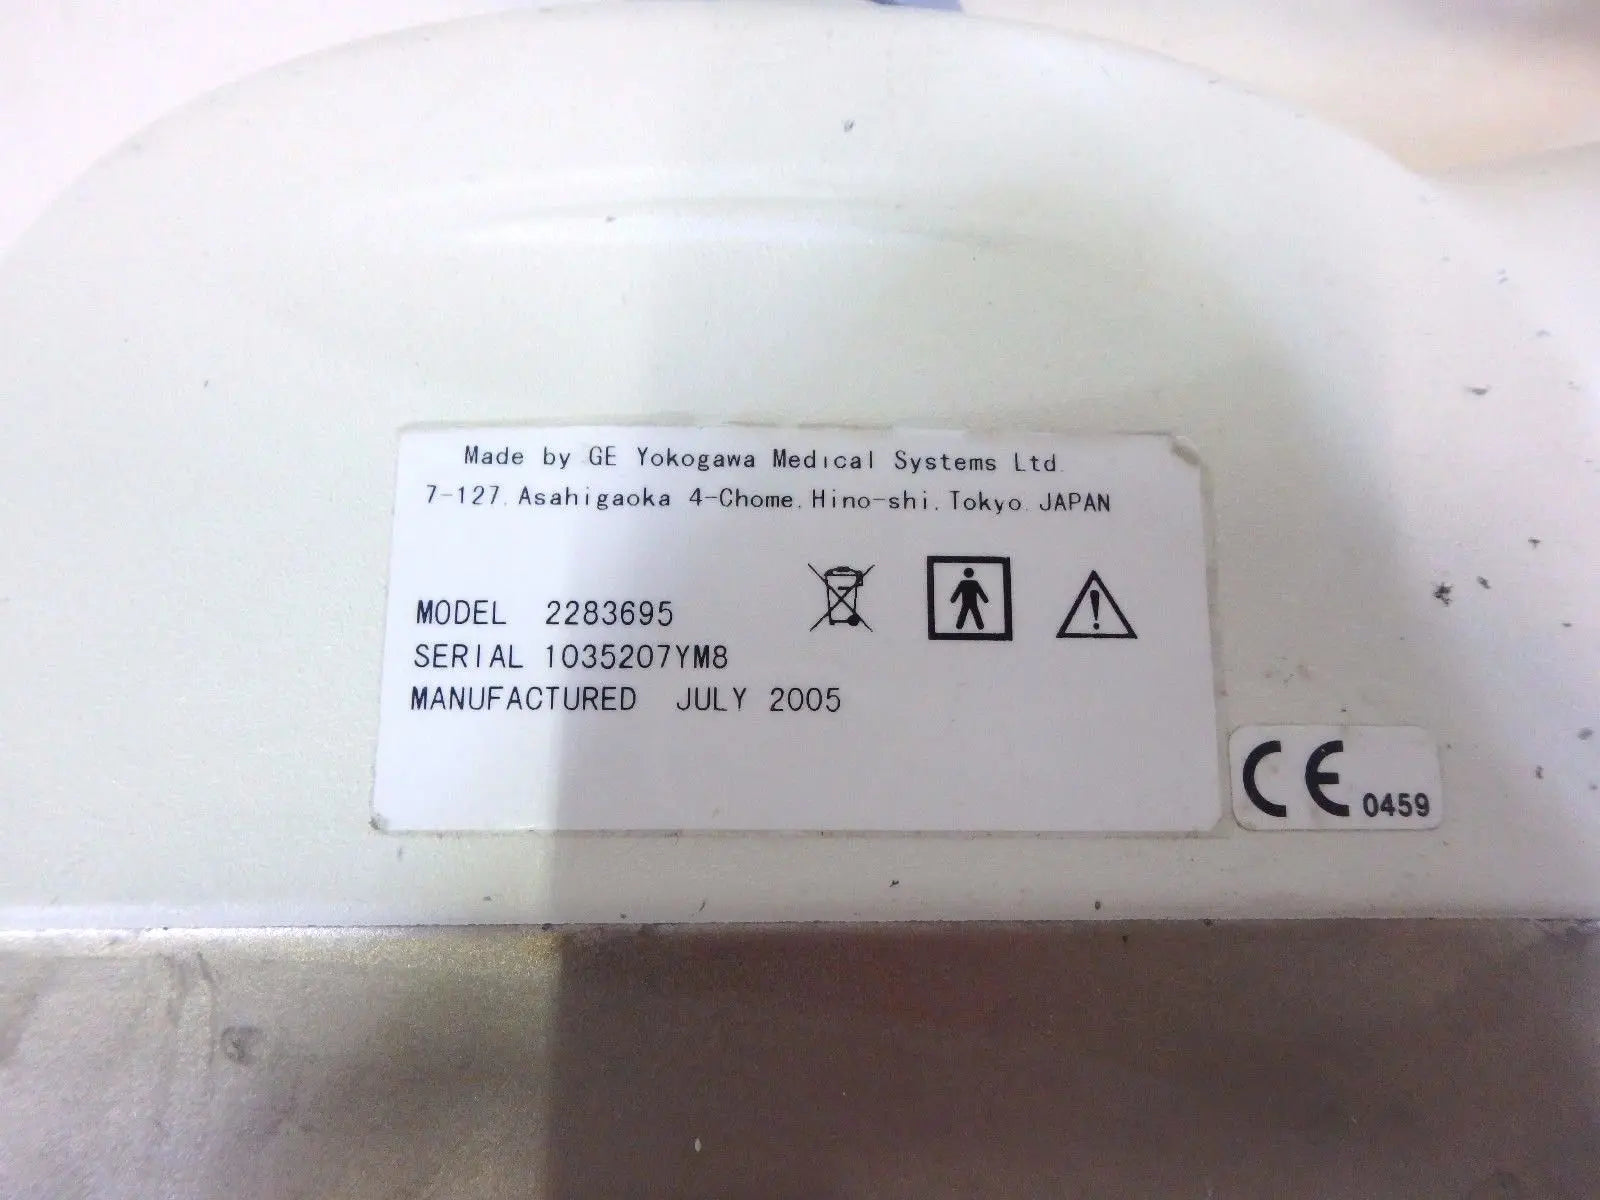 Made by GE Yokogawa Medical Systems Ltd.
7-127, Asahigaoka 4-Chome, Hino-shi, Tokyo, JAPAN
MODEL 2283695
SERIAL 1035207YM8
MANUFACTURED JULY 2005
CE 0459